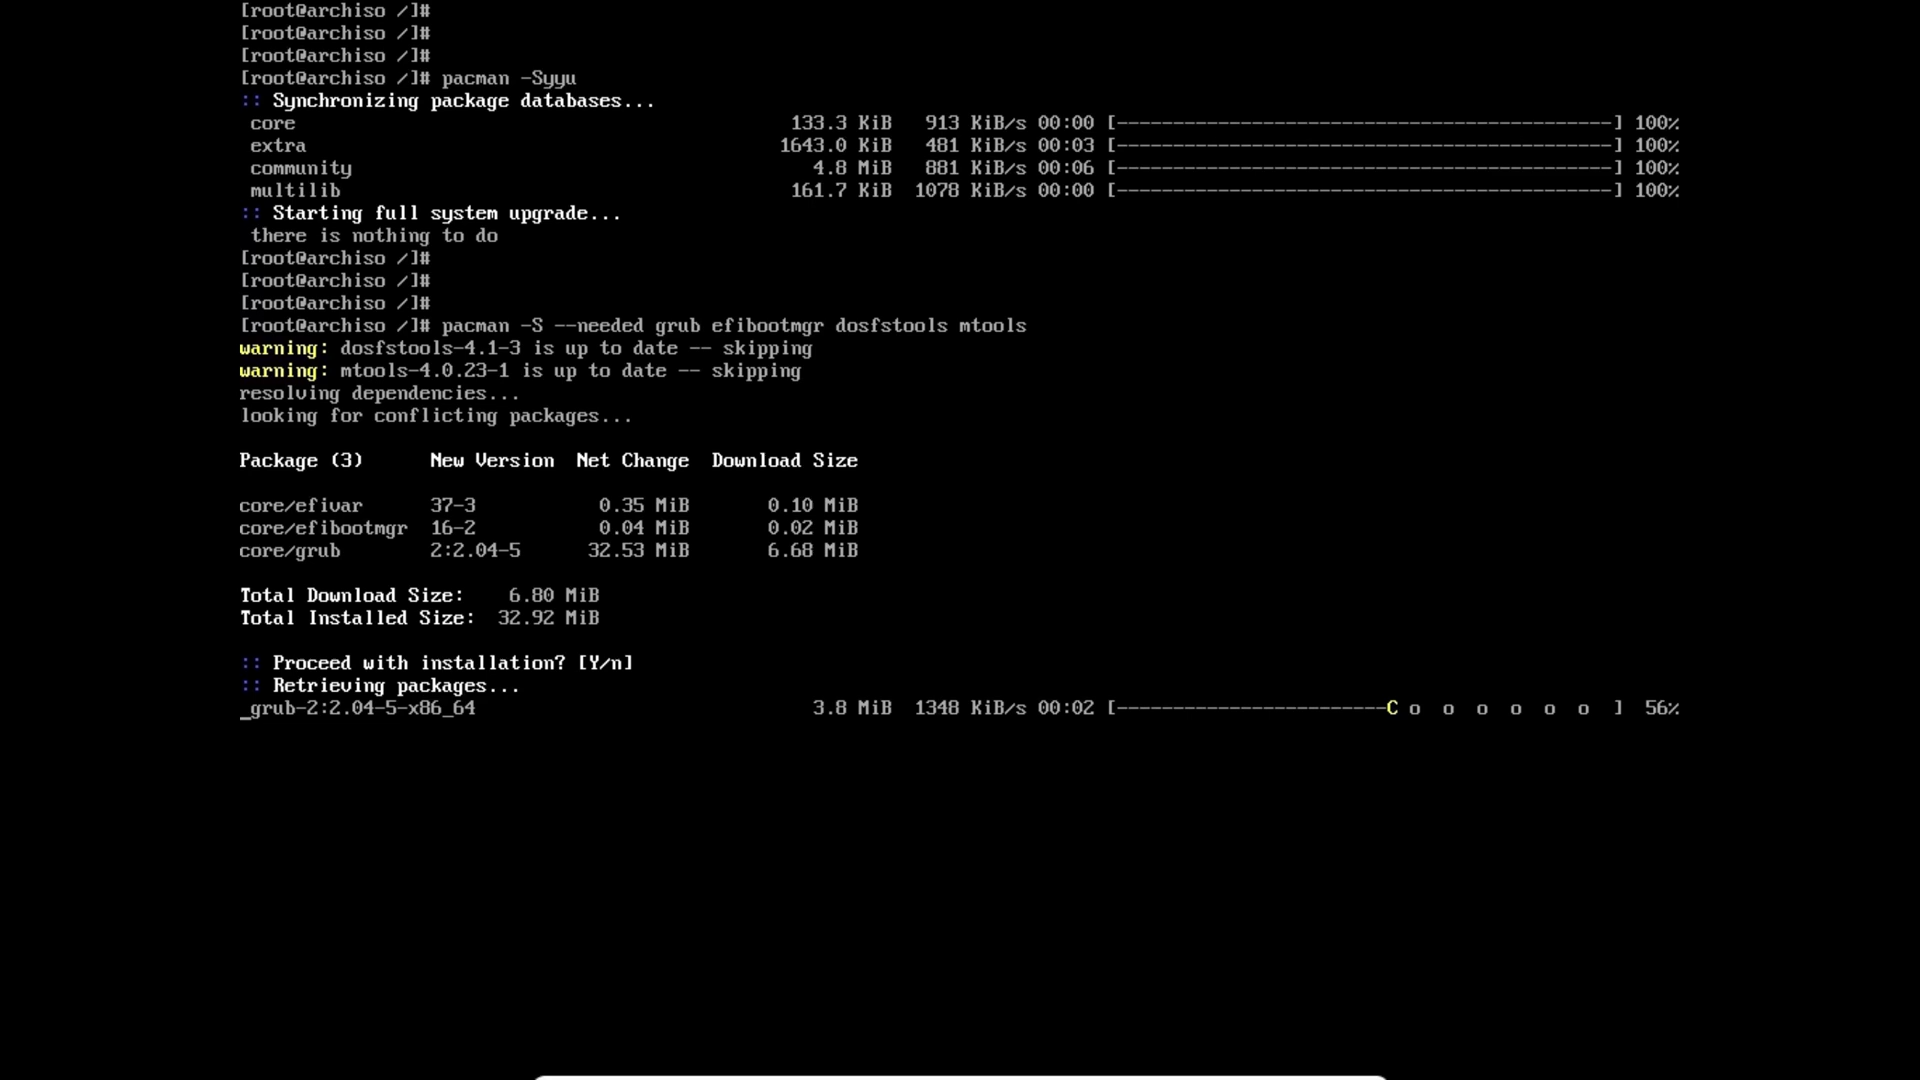 [root@archiso /]#
[root@archiso /]#
[root@archiso /]#
[root@archiso /]# pacman -Syyu
:: Synchronizing package databases...
core 133.3 KiB 913 KiB/s 00:00 [--------------------------------------------] 100%
extra 1643.0 KiB 481 KiB/s 00:03 [--------------------------------------------] 100%
community 4.8 MiB 881 KiB/s 00:06 [--------------------------------------------] 100%
multilib 161.7 KiB 1078 KiB/s 00:00 [--------------------------------------------] 100%
:: Starting full system upgrade...
there is nothing to do
[root@archiso /]#
[root@archiso /]#
[root@archiso /]#
[root@archiso /]# pacman -S --needed grub efibootmgr dosfstools mtools
warning: dosfstools-4.1-3 is up to date -- skipping
warning: mtools-4.0.23-1 is up to date -- skipping
resolving dependencies...
looking for conflicting packages...
Package (3) New Version Net Change Download Size
core/efivar 37-3 0.35 MiB 0.10 MiB
core/efibootmgr 16-2 0.04 MiB 0.02 MiB
core/grub 2:2.04-5 32.53 MiB 6.68 MiB
Total Download Size: 6.80 MiB
Total Installed Size: 32.92 MiB
:: Proceed with installation? [Y/n]
:: Retrieving packages...
_grub-2:2.04-5-x86_64 3.8 MiB 1348 KiB/s 00:02 [------------------------C o o o o o o ] 56%